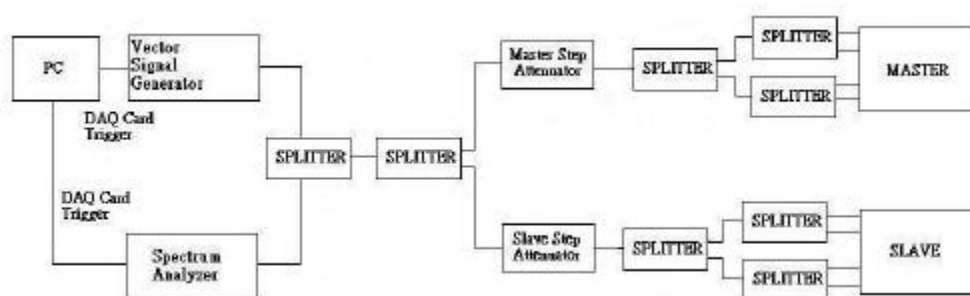 PC
Vector
Signal
Generator
DAQ Card
Trigger
DAQ Card
Trigger
Spectrum
Analyzer
SPLITTER
SPLITTER
Master Step
Attenuator
SPLITTER
SPLITTER
SPLITTER
MASTER
Slave Step
Attenuator
SPLITTER
SPLITTER
SPLITTER
SLAVE